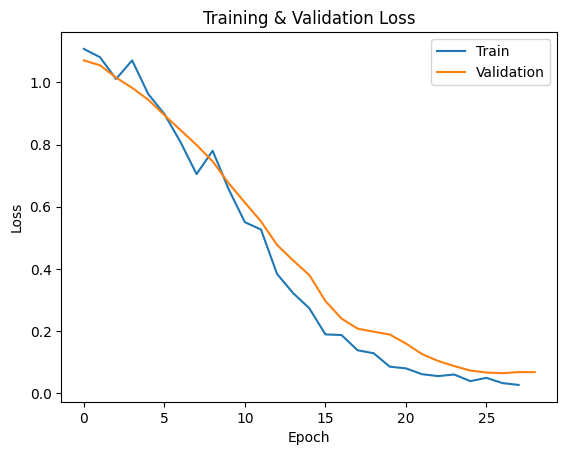 Training & Validation Loss
Train
Validation
1.0
0.8
0.6
0.4
0.2
0.0
Loss
0 5 10 15 20 25
Epoch